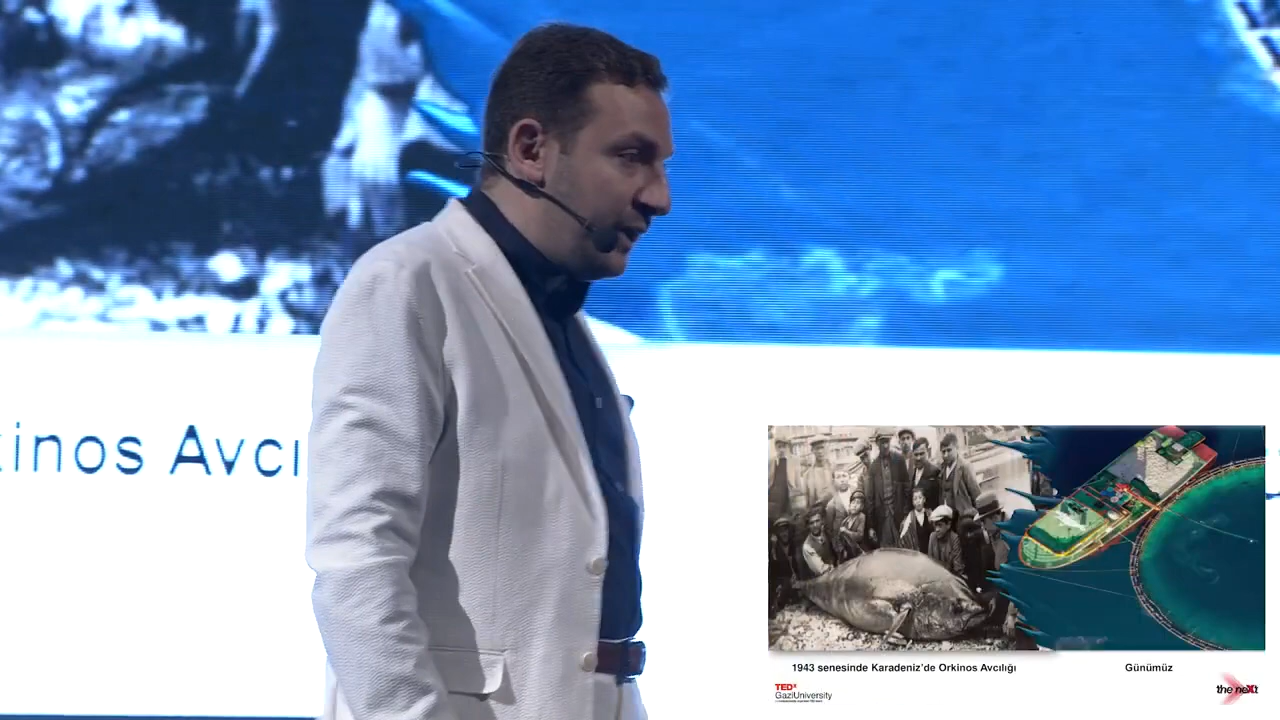 kinos Avcı
1943 senesinde Karadeniz'de Orkinos Avcılığı
Günümüz
TEDx
GaziUniversity
the neXt